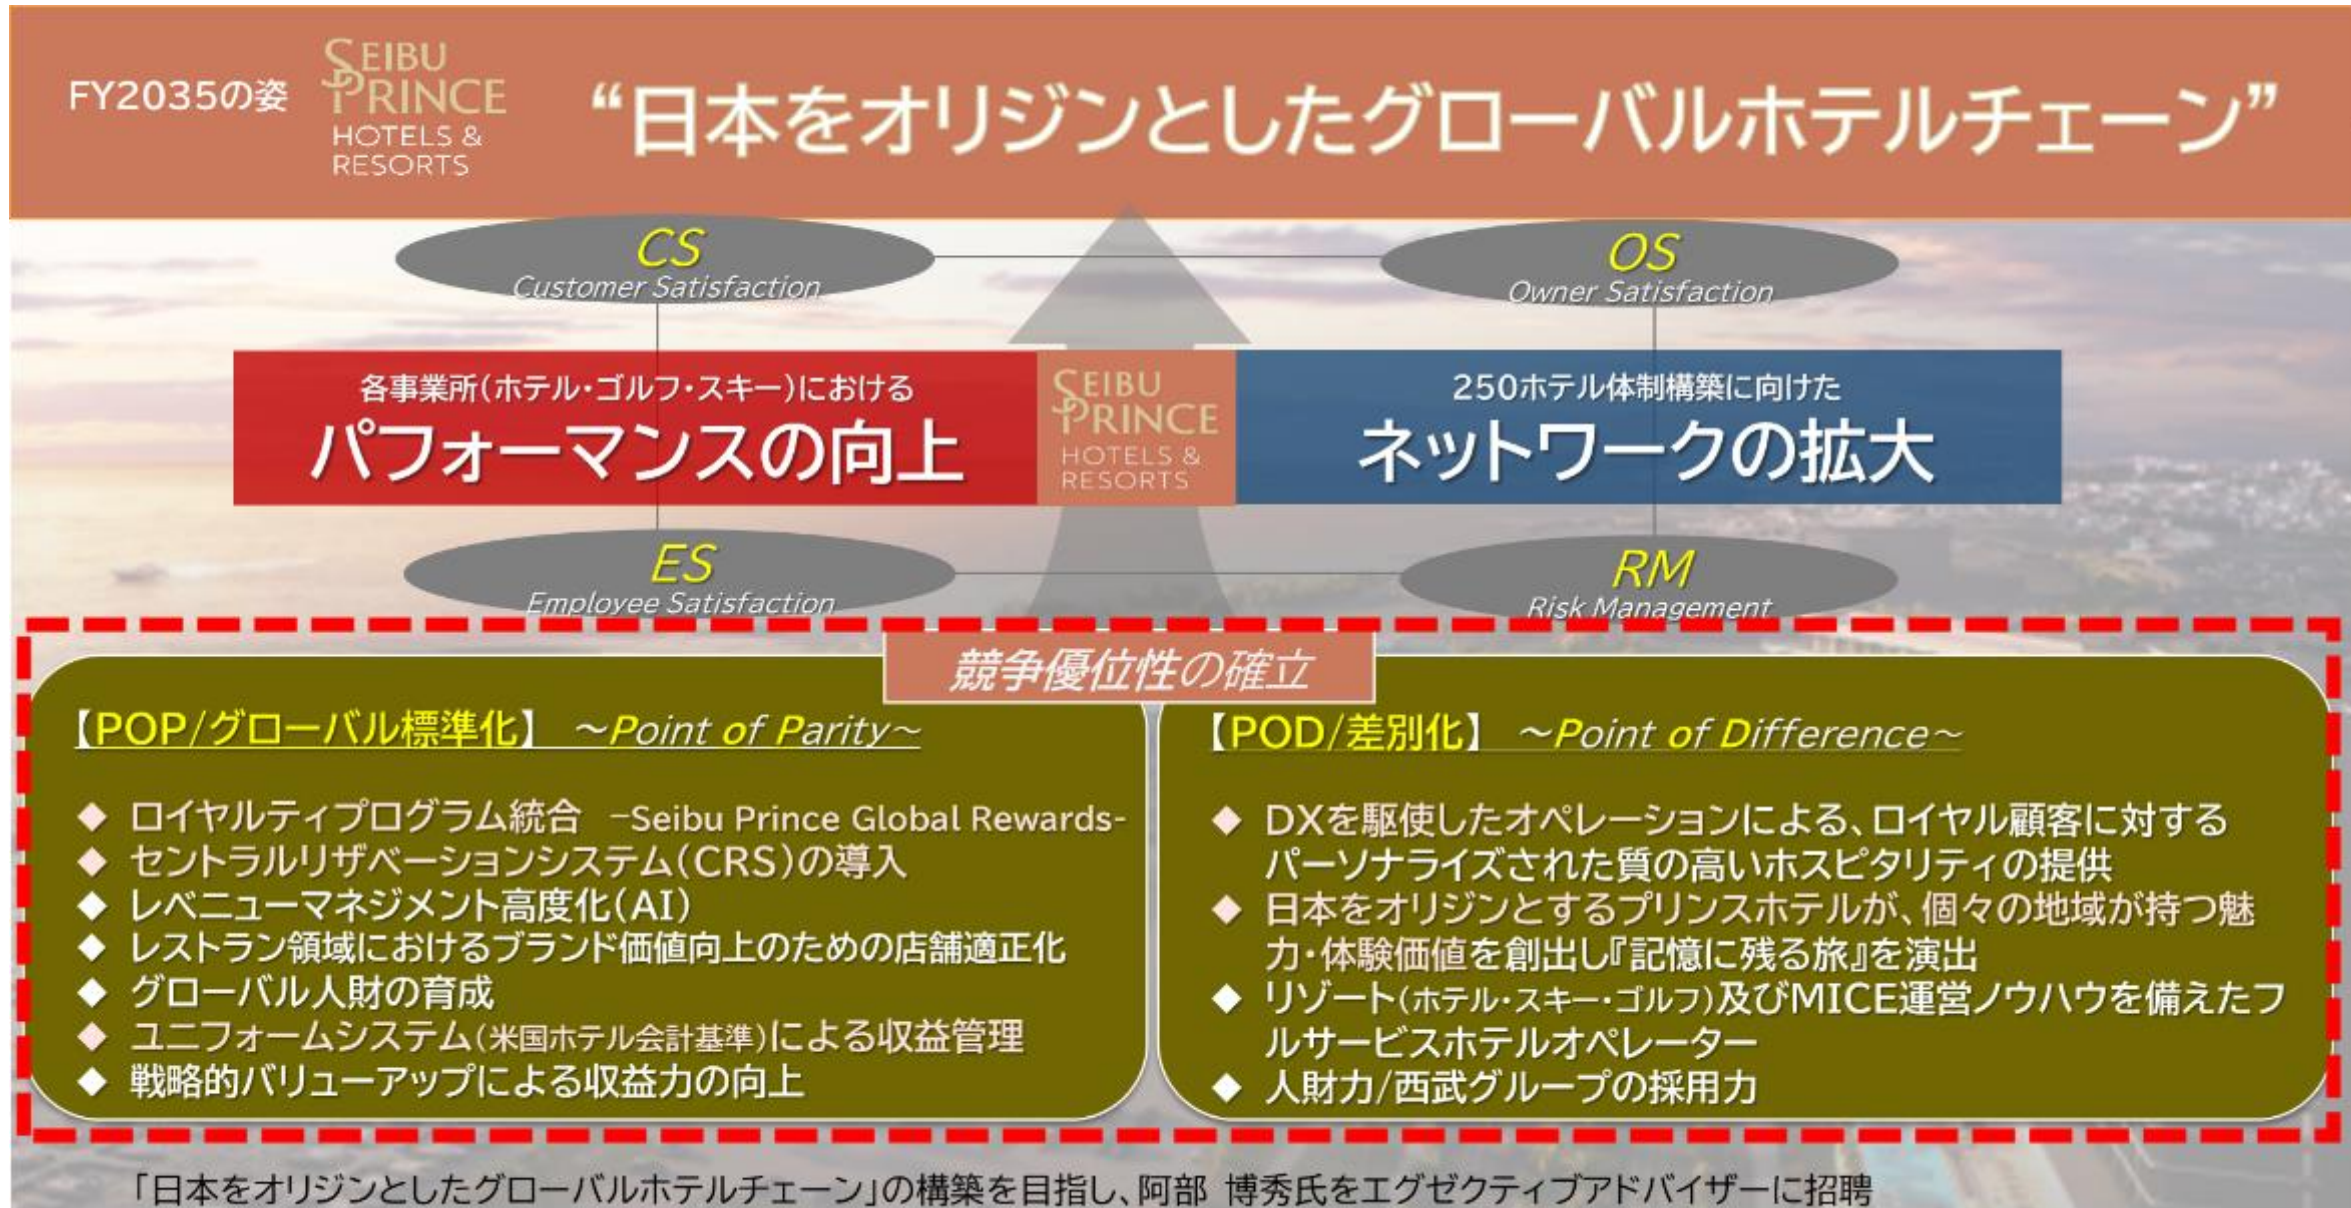 FY2035の姿
SEIBU
PRINCE
HOTELS &
RESORTS
“日本をオリジンとしたグローバルホテルチェーン”
CS
Customer Satisfaction
OS
Owner Satisfaction
各事業所(ホテル・ゴルフ・スキー)における
パフォーマンスの向上
SEIBU
PRINCE
HOTELS &
RESORTS
250ホテル体制構築に向けた
ネットワークの拡大
ES
Employee Satisfaction
RM
Risk Management
競争優位性の確立
【POP/グローバル標準化】 ～Point of Parity～
◆ ロイヤルティプログラム統合 −Seibu Prince Global Rewards-
◆ セントラルリザベーションシステム(CRS)の導入
◆ レベニューマネジメント高度化(AI)
◆ レストラン領域におけるブランド価値向上のための店舗適正化
◆ グローバル人財の育成
◆ ユニフォームシステム(米国ホテル会計基準)による収益管理
◆ 戦略的バリューアップによる収益力の向上
【POD/差別化】 ～Point of Difference～
◆ DXを駆使したオペレーションによる、ロイヤル顧客に対する
パーソナライズされた質の高いホスピタリティの提供
◆ 日本をオリジンとするプリンスホテルが、個々の地域が持つ魅
力・体験価値を創出し『記憶に残る旅』を演出
◆ リゾート(ホテル・スキー・ゴルフ)及びMICE運営ノウハウを備えたフ
ルサービスホテルオペレーター
◆ 人財力/西武グループの採用力
「日本をオリジンとしたグローバルホテルチェーン」の構築を目指し、阿部 博秀氏をエグゼクティブアドバイザーに招聘